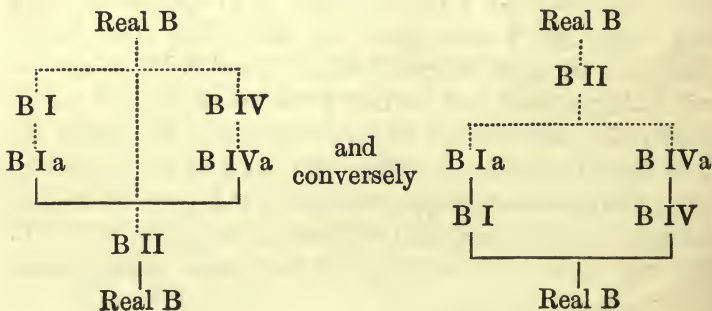 Real B
B I B IV
B Ia B IVa
B II
Real B
and
conversely
Real B
B II
B Ia B IVa
B I B IV
Real B